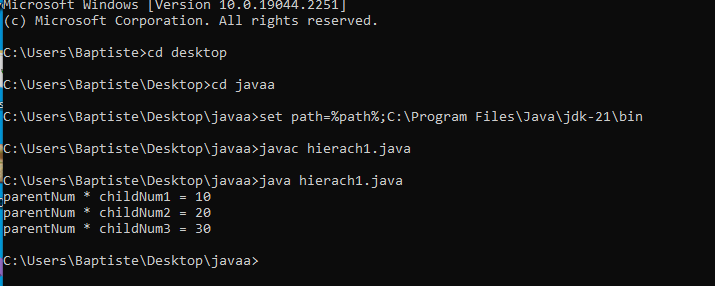 Microsoft Windows [Version 10.0.19044.2251]
(c) Microsoft Corporation. All rights reserved.
C:\Users\Baptiste>cd desktop
C:\Users\Baptiste\Desktop>cd javaa
C:\Users\Baptiste\Desktop\javaa>set path=%path%;C:\Program Files\Java\jdk-21\bin
C:\Users\Baptiste\Desktop\javaa>javac hierach1.java
C:\Users\Baptiste\Desktop\javaa>java hierach1.java
parentNum * childNum1 = 10
parentNum * childNum2 = 20
parentNum * childNum3 = 30
C:\Users\Baptiste\Desktop\javaa>